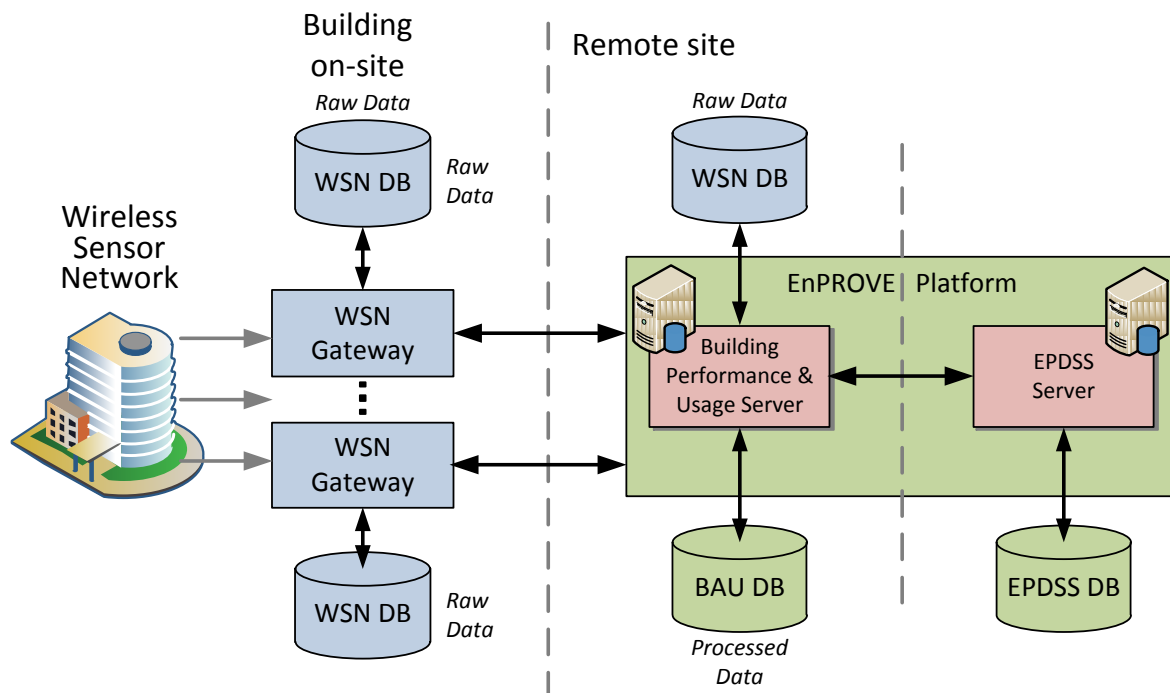 Building
on-site
Remote site
Raw Data
Raw Data
WSN DB
Raw
Data
WSN DB
Wireless
Sensor
Network
WSN
Gateway
EnPROVE Platform
Building
Performance &
Usage Server
EPDSS
Server
WSN
Gateway
WSN DB
Raw
Data
BAU DB
EPDSS DB
Processed
Data